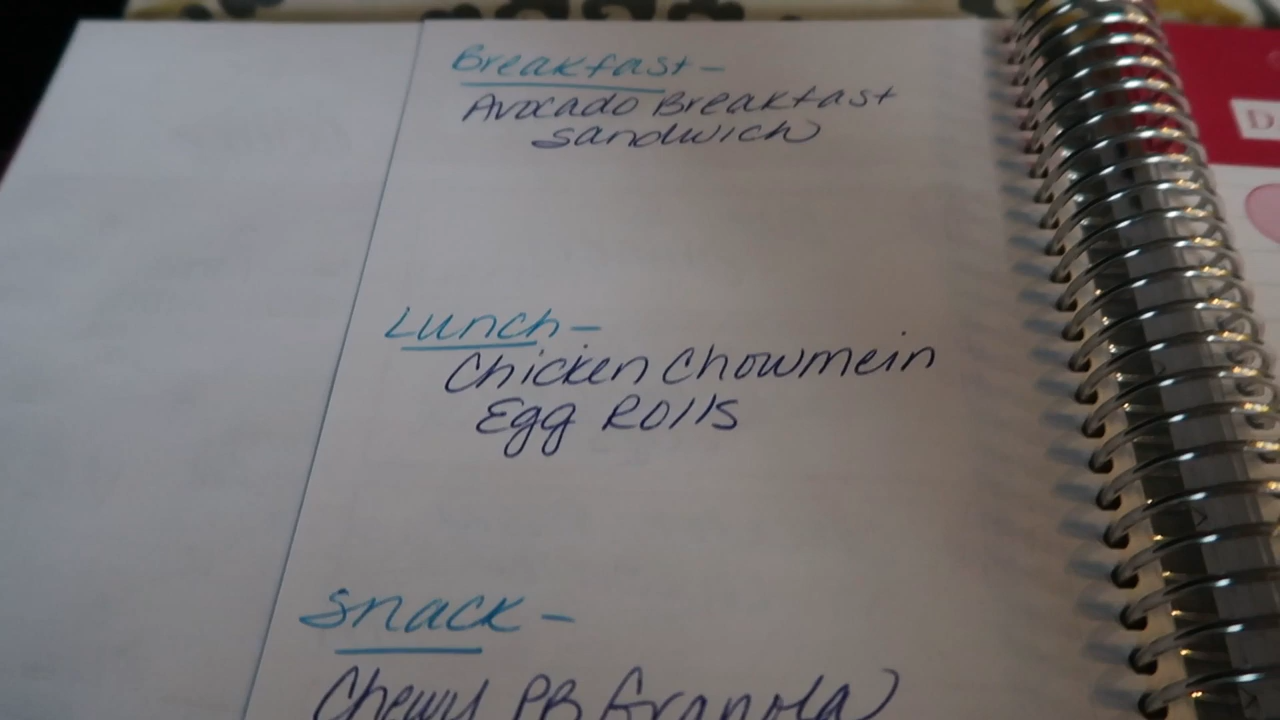 Breakfast-
Avocado Breakfast
Sandwich
Lunch-
Chicken Chowmein
Egg Rolls
Snack-
Chewy PB Granola
D